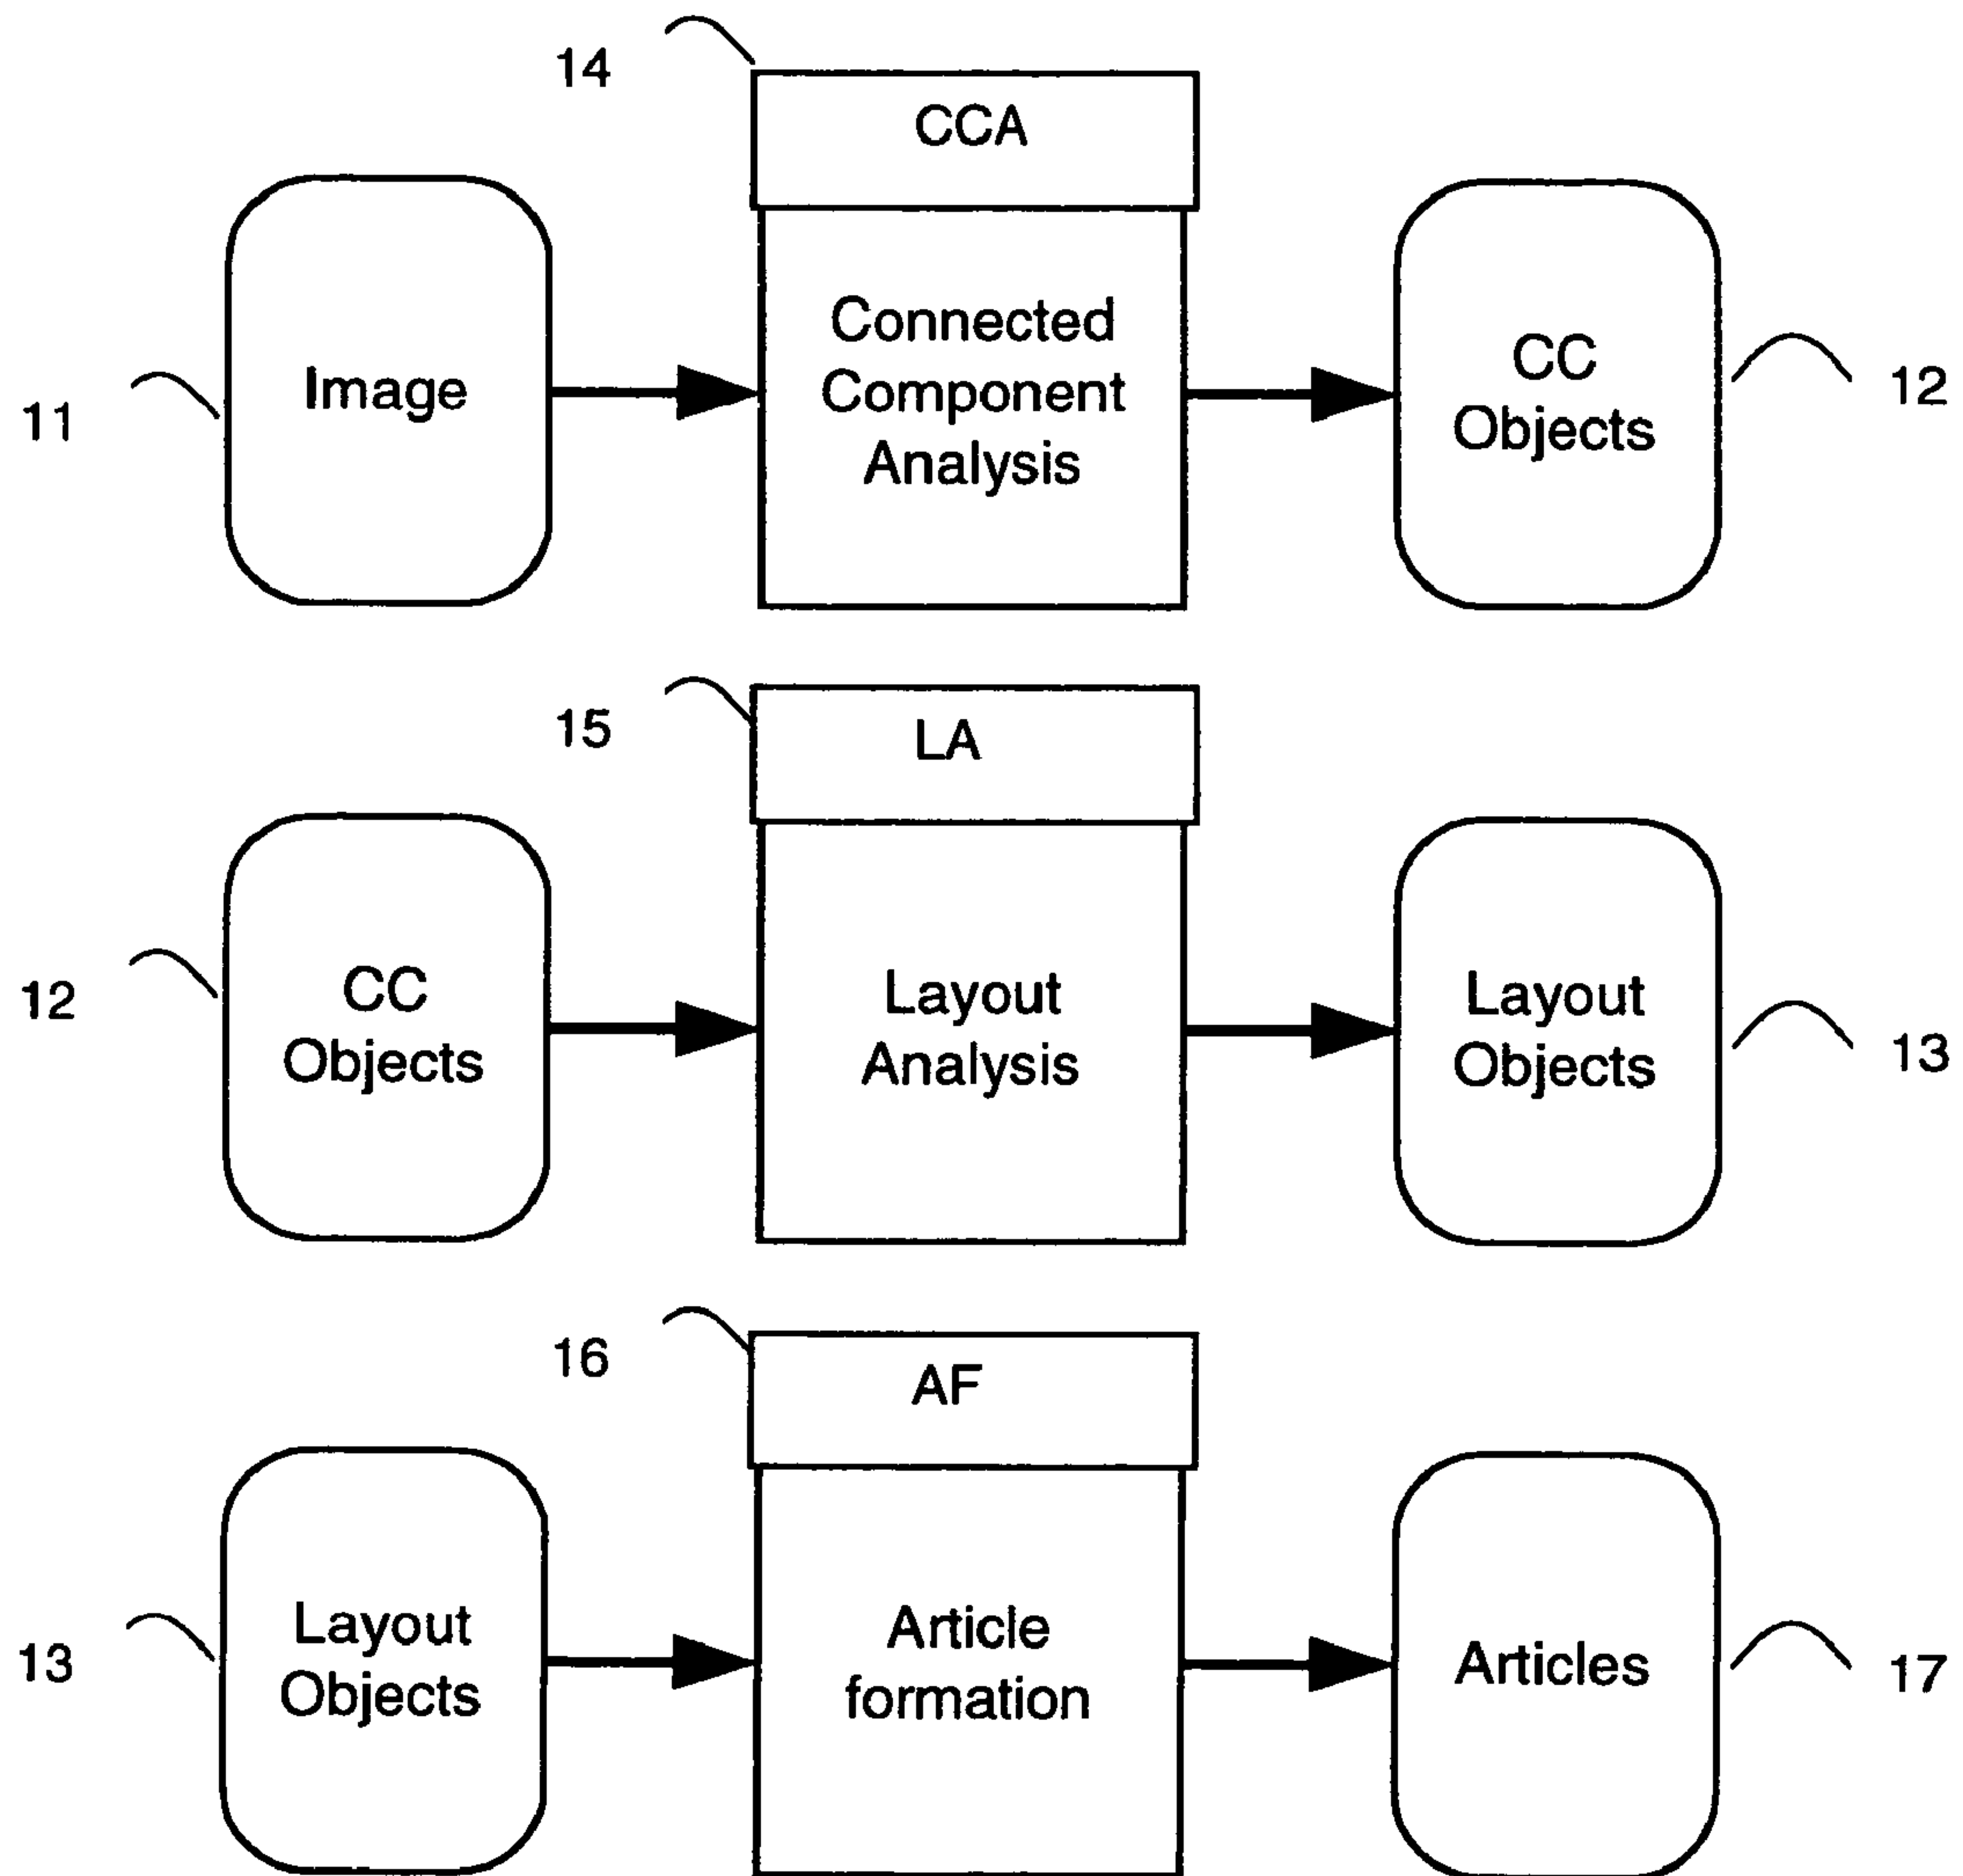 14
CCA
11
Image
Connected
Component
Analysis
CC
Objects
12
15
LA
12
CC
Objects
Layout
Analysis
Layout
Objects
13
16
AF
13
Layout
Objects
Article
formation
Articles
17